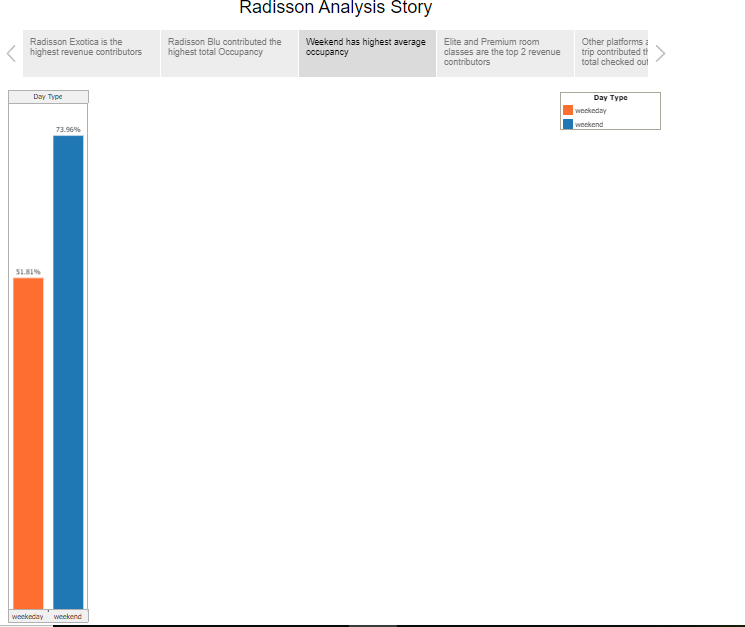 Radisson Analysis Story
Radisson Exotica is the
highest revenue contributors
Radisson Blu contributed the
highest total Occupancy
Weekend has highest average
occupancy
Elite and Premium room
classes are the top 2 revenue
contributors
Other platforms
trip contributed
total checked out
Day Type
73.96%
51.81%
weekeday
weekend
Day Type
weekeday
weekend